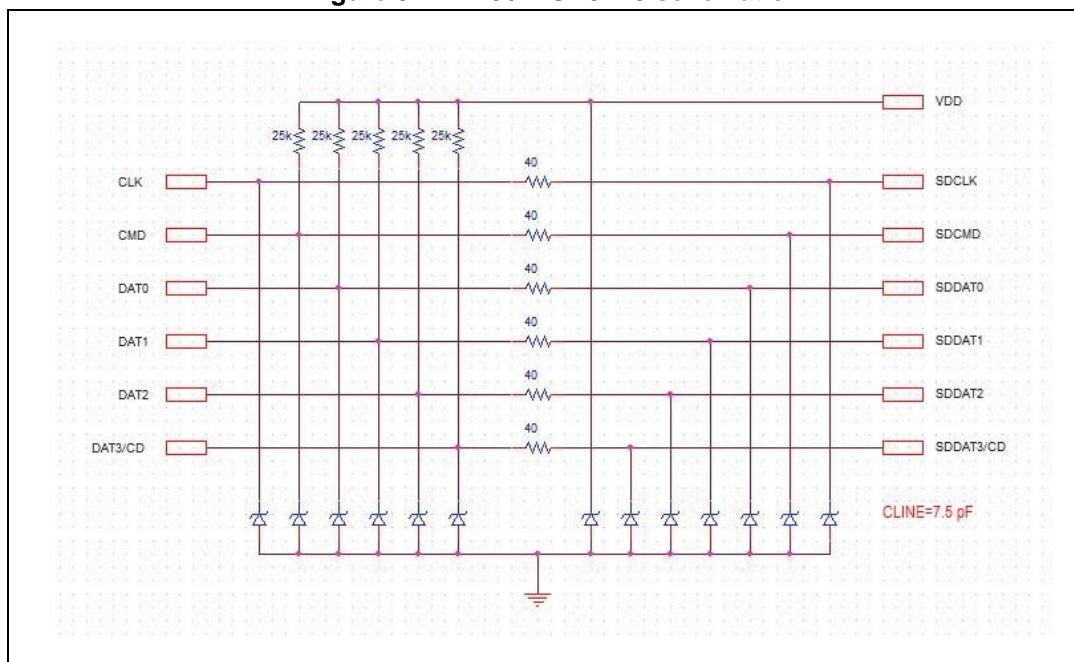 VDD
25k 25k 25k 25k 25k
40
CLK SDCLK
40
CMD SDCMD
40
DAT0 SDDAT0
40
DAT1 SDDAT1
40
DAT2 SDDAT2
40
DAT3/CD SDDAT3/CD
CLINE=7.5 pF